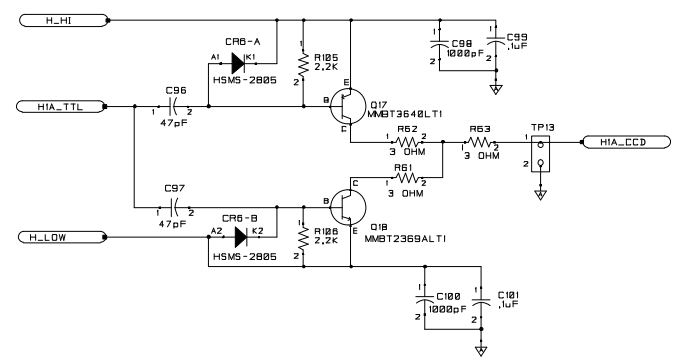 H_HI
CR6-A
A1 K1
HSMS-2805
1
R105
2.2K
2
1
C98
1000pF
2
1
C99
.1uF
2
A
C96
1 2
47pF
H1A_TTL
E
B
C
Q17
MMBT3640LT1
R62
1 2
3 OHM
R63
1 2
3 OHM
TP13
1
2
A
H1A_CCD
R61
1 2
3 OHM
C97
1 2
47pF
C
B
E
Q18
MMBT2369ALT1
H_LOW
CR6-B
A2 K2
HSMS-2805
1
R106
2.2K
2
1
C100
1000pF
2
1
C101
.1uF
2
A